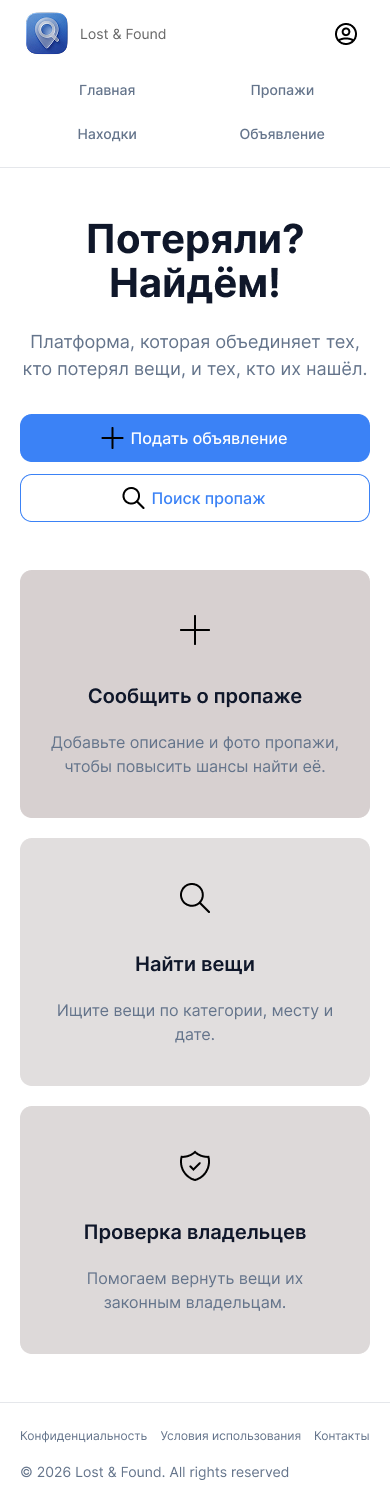 Lost & Found
Главная
Пропажи
Находки
Объявление
Потеряли?
Найдём!
Платформа, которая объединяет тех,
кто потерял вещи, и тех, кто их нашёл.
Подать объявление
Поиск пропаж
Сообщить о пропаже
Добавьте описание и фото пропажи,
чтобы повысить шансы найти её.
Найти вещи
Ищите вещи по категории, месту и
дате.
Проверка владельцев
Помогаем вернуть вещи их
законным владельцам.
Конфиденциальность
Условия использования
Контакты
© 2026 Lost & Found. All rights reserved